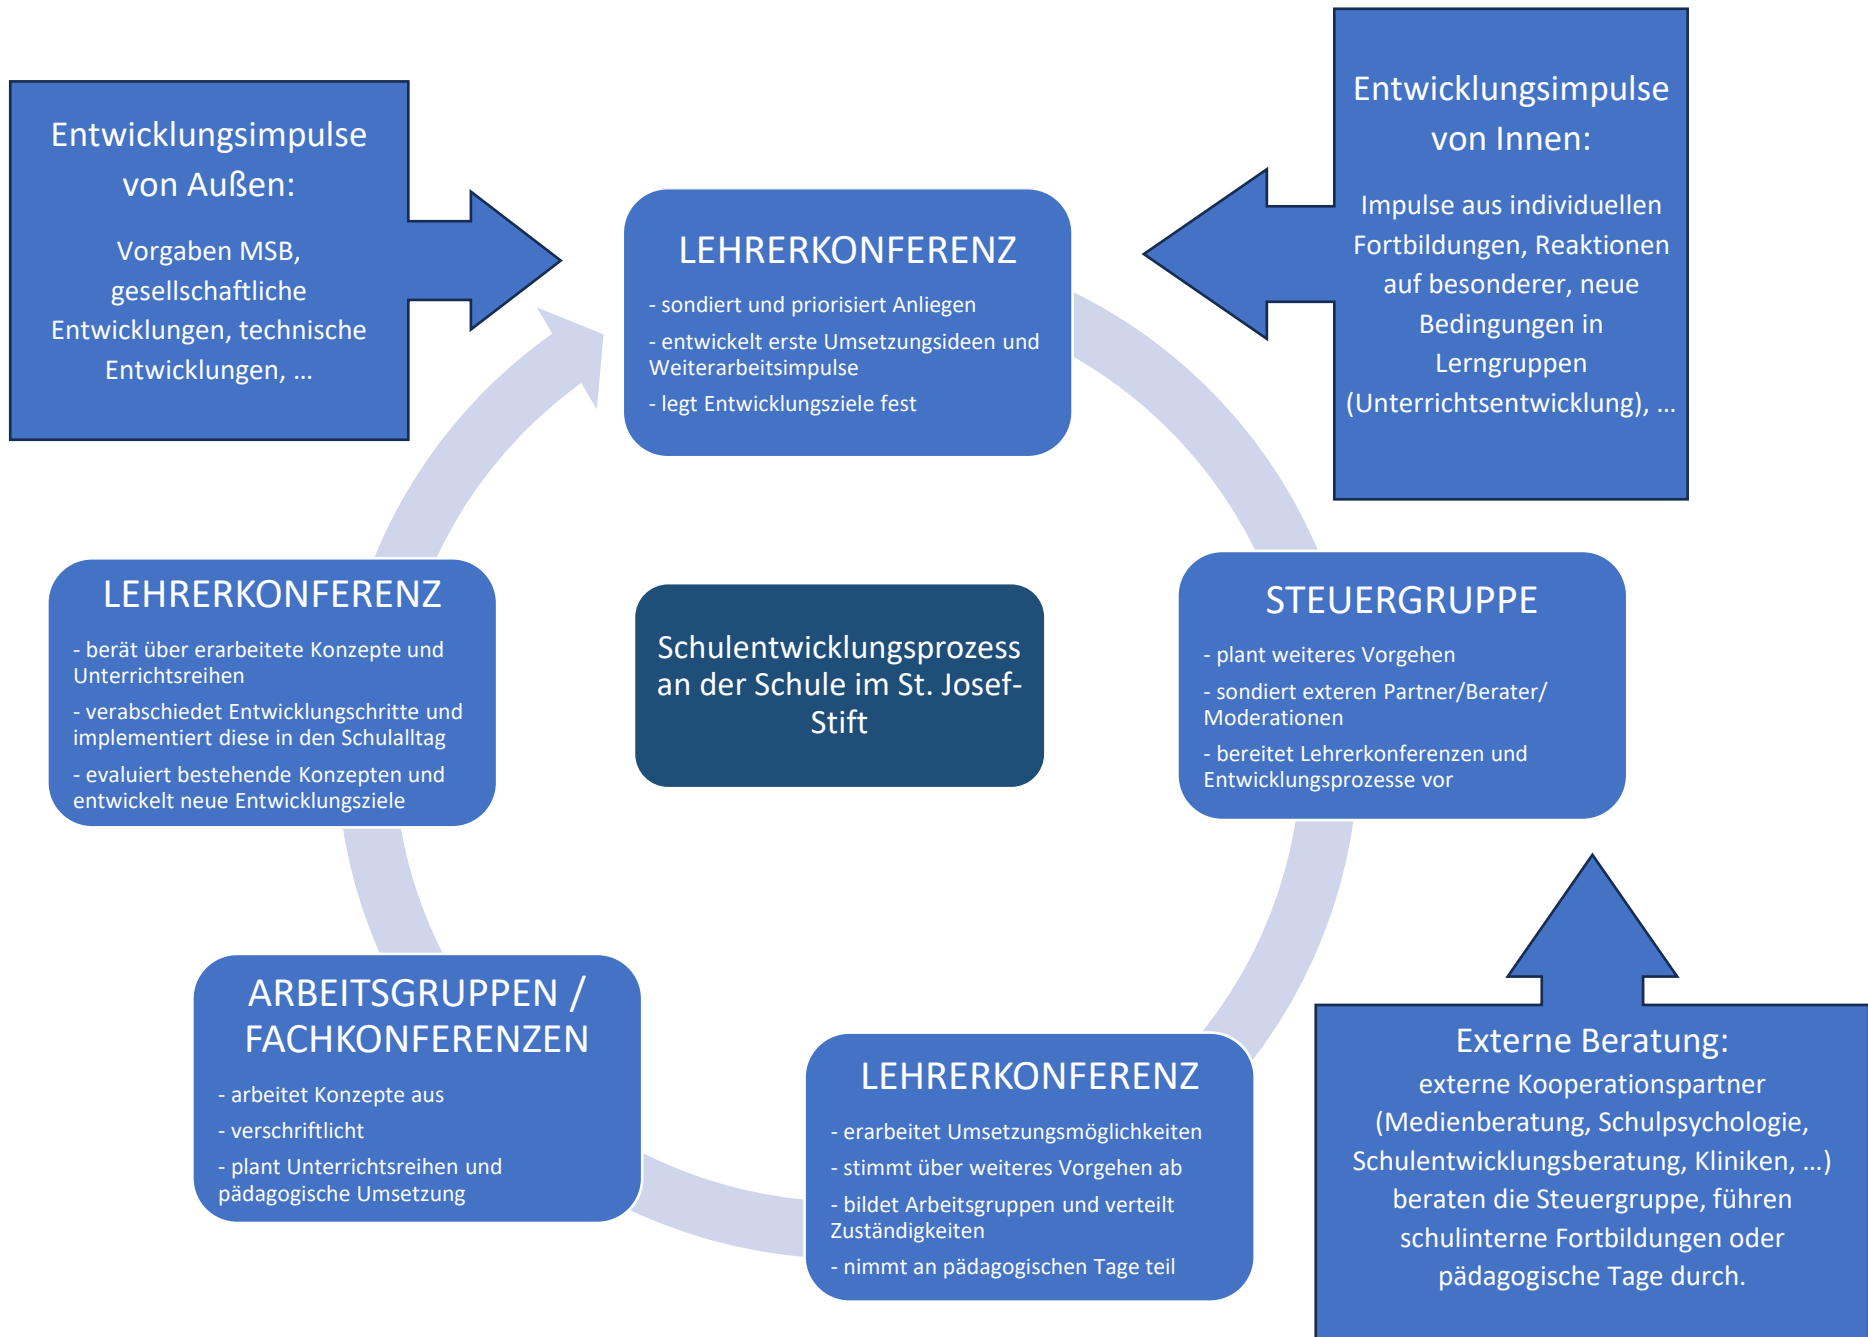 Entwicklungsimpulse
von Außen:
Vorgaben MSB,
gesellschaftliche
Entwicklungen, technische
Entwicklungen, ...
Entwicklungsimpulse
von Innen:
Impulse aus individuellen
Fortbildungen, Reaktionen
auf besonderer, neue
Bedingungen in
Lerngruppen
(Unterrichtsentwicklung), ...
LEHRERKONFERENZ
- sondiert und priorisiert Anliegen
- entwickelt erste Umsetzungsideen und
Weiterarbeitsimpulse
- legt Entwicklungsziele fest
STEUERGRUPPE
- plant weiteres Vorgehen
- sondiert exteren Partner/Berater/
Moderationen
- bereitet Lehrerkonferenzen und
Entwicklungsprozesse vor
Externe Beratung:
externe Kooperationspartner
(Medienberatung, Schulpsychologie,
Schulentwicklungsberatung, Kliniken, ...)
beraten die Steuergruppe, führen
schulinterne Fortbildungen oder
pädagogische Tage durch.
LEHRERKONFERENZ
- erarbeitet Umsetzungsmöglichkeiten
- stimmt über weiteres Vorgehen ab
- bildet Arbeitsgruppen und verteilt
Zuständigkeiten
- nimmt an pädagogischen Tage teil
ARBEITSGRUPPEN /
FACHKONFERENZEN
- arbeitet Konzepte aus
- verschriftlicht
- plant Unterrichtsreihen und
pädagogische Umsetzung
LEHRERKONFERENZ
- berät über erarbeitete Konzepte und
Unterrichtsreihen
- verabschiedet Entwicklungschritte und
implementiert diese in den Schulalltag
- evaluiert bestehende Konzepten und
entwickelt neue Entwicklungsziele
Schulentwicklungsprozess
an der Schule im St. Josef-
Stift